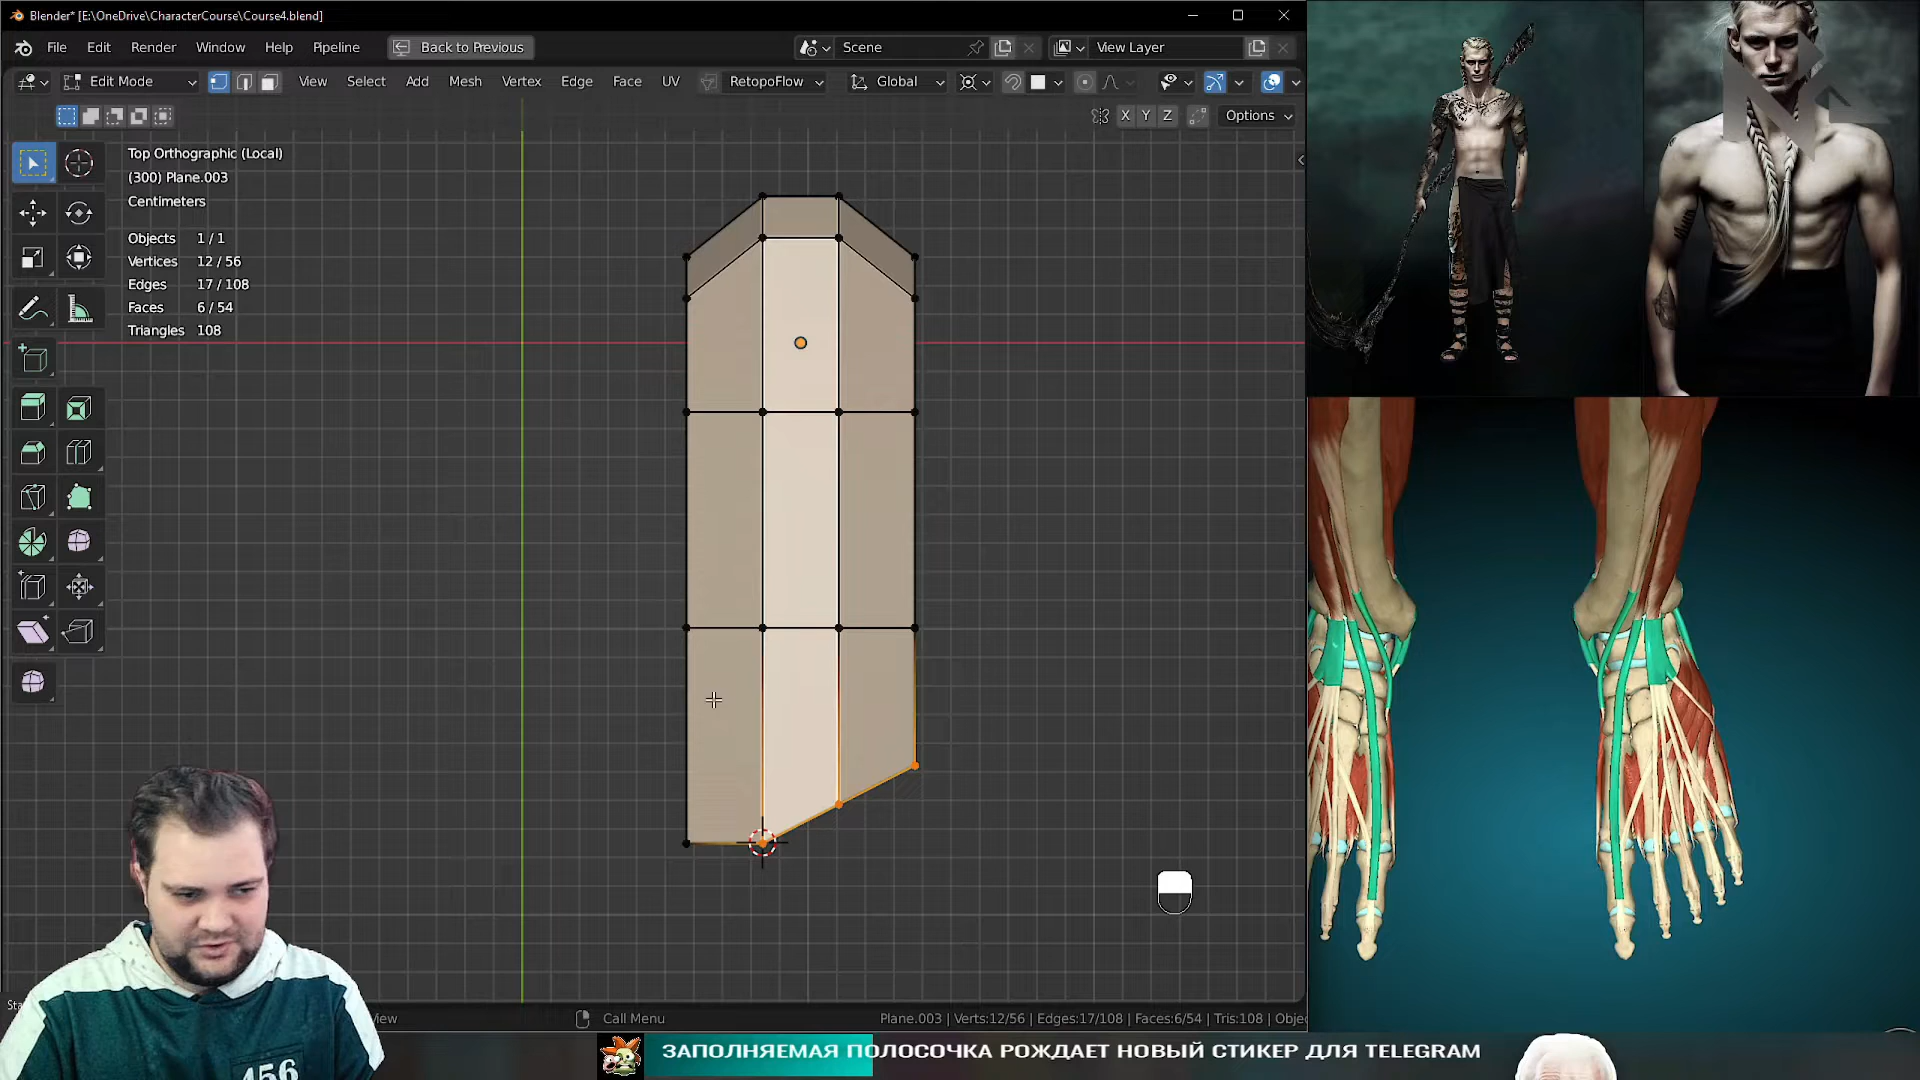 Blender* [E:\OneDrive\CharacterCourse\Course4.blend]
File Edit Render Window Help Pipeline Back to Previous Scene View Layer
Edit Mode View Select Add Mesh Vertex Edge Face UV RetopoFlow Global
X Y Z Options
Top Orthographic (Local)
(300) Plane.003
Centimeters
Objects 1 / 1
Vertices 12 / 56
Edges 17 / 108
Faces 6 / 54
Triangles 108
Call Menu Plane.003 | Verts:12/56 | Edges:17/108 | Faces:6/54 | Tris:108 |
ЗАПОЛНЯЕМАЯ ПОЛОСОЧКА РОЖДАЕТ НОВЫЙ СТИКЕР ДЛЯ TELEGRAM
456